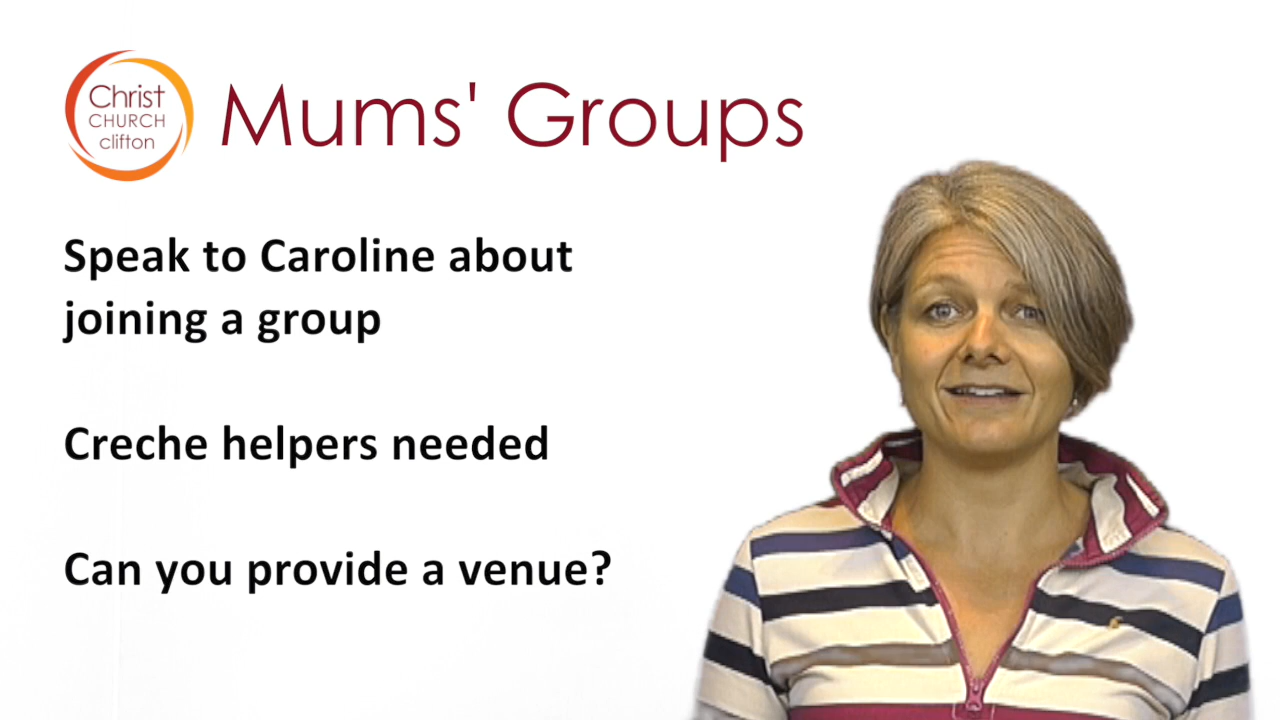 Christ
CHURCH
clifton
Mums' Groups
Speak to Caroline about
joining a group
Creche helpers needed
Can you provide a venue?